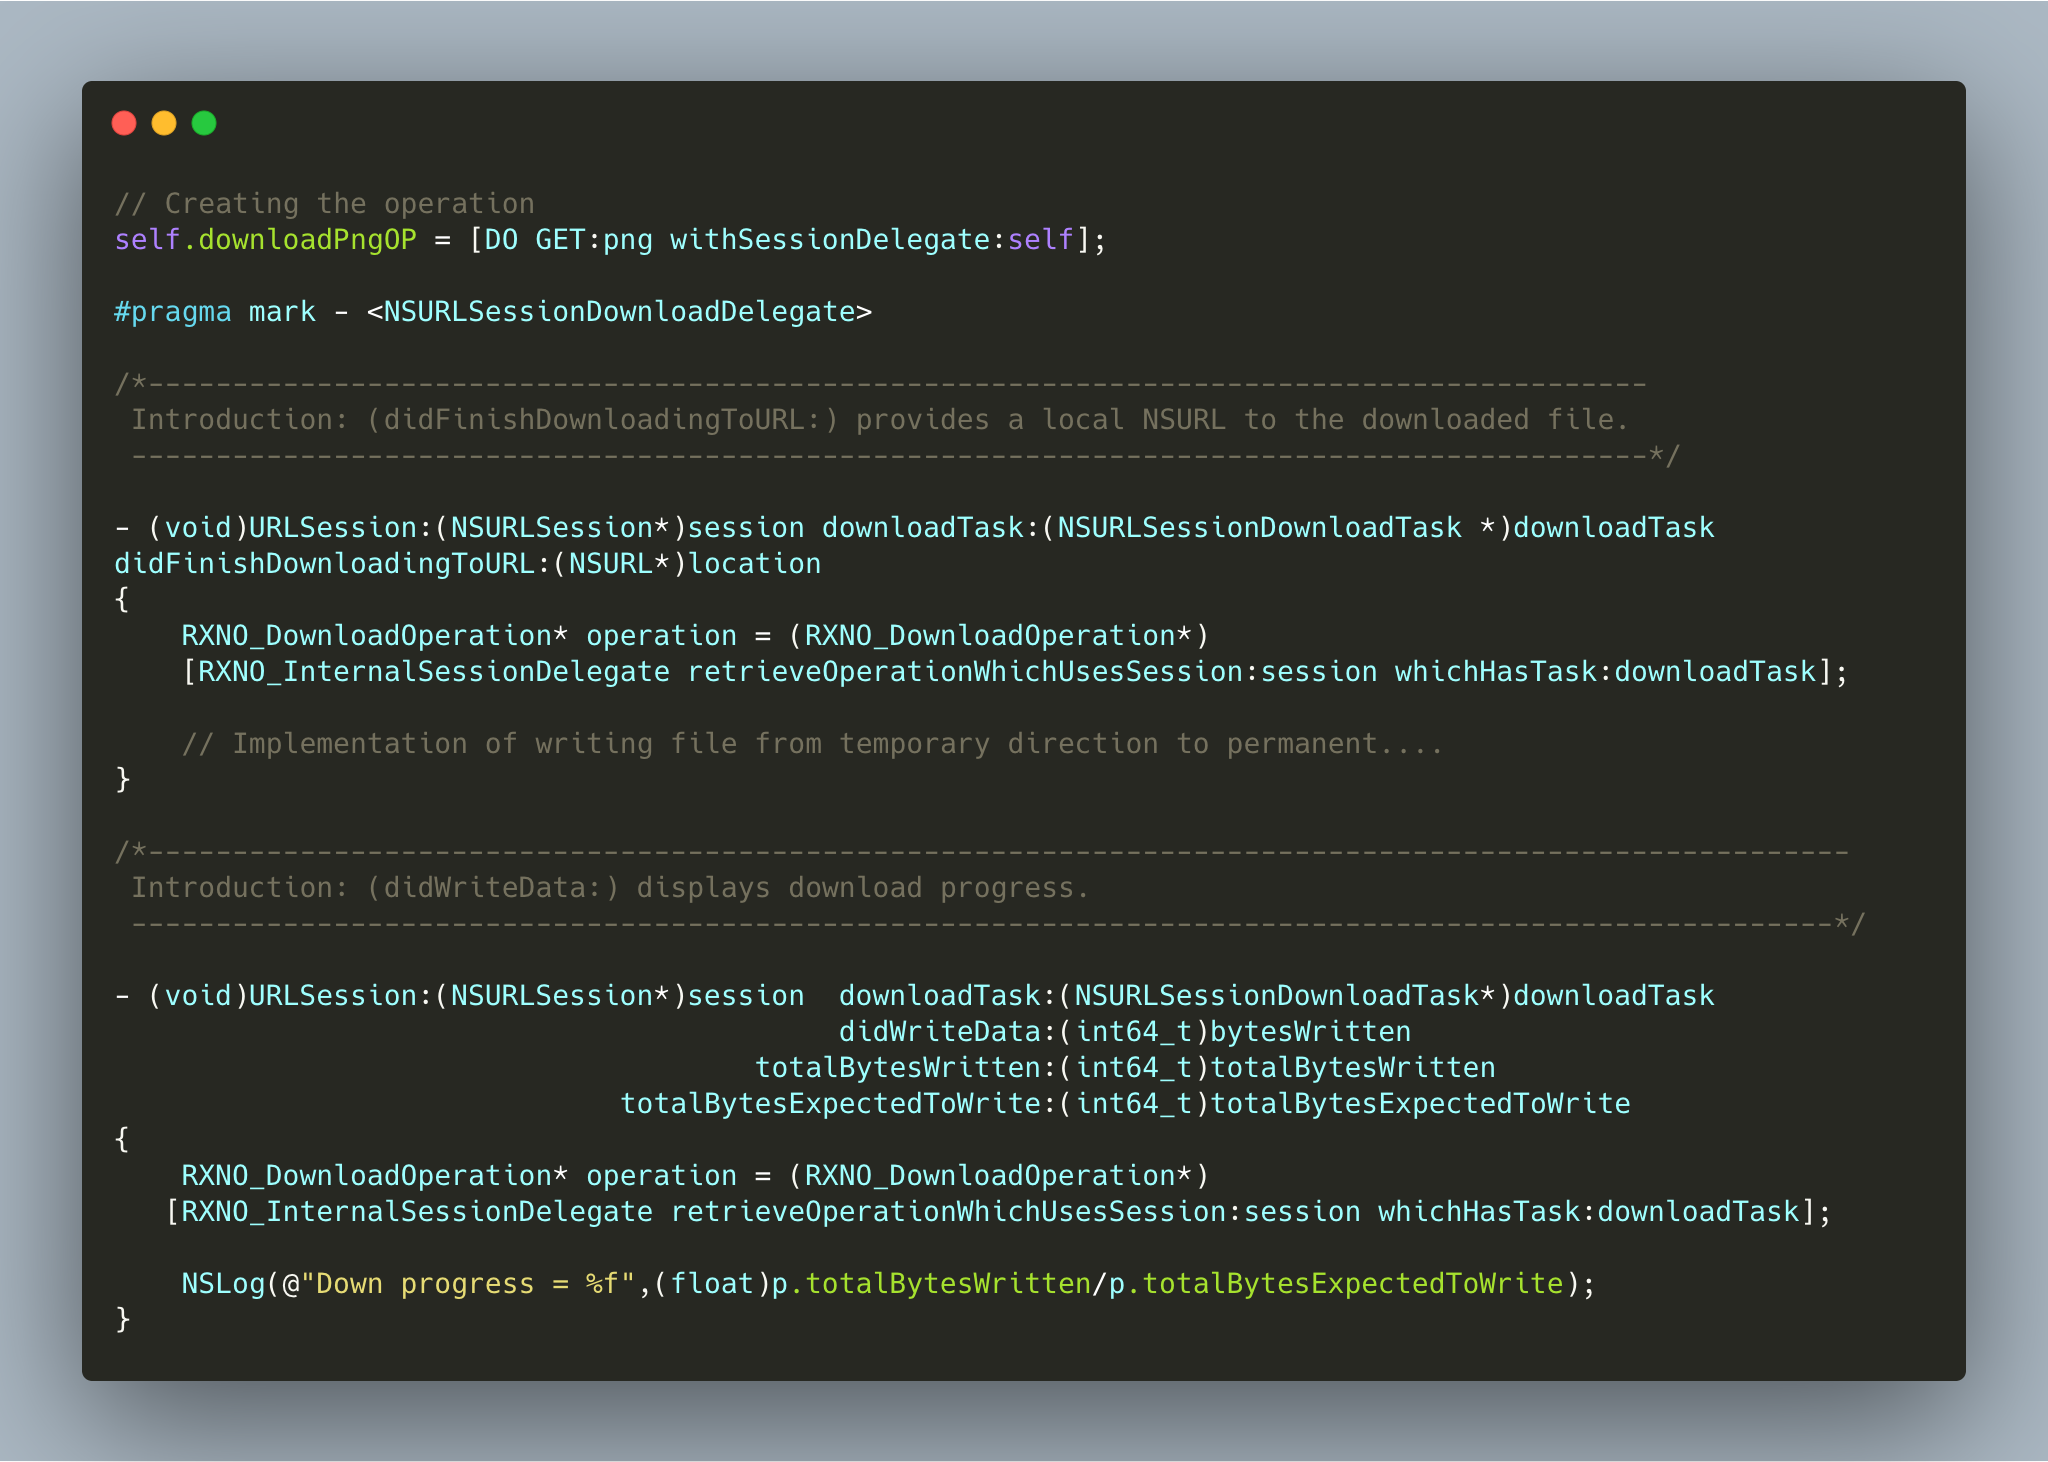 // Creating the operation
self.downloadPngOP = [DO GET:png withSessionDelegate:self];
#pragma mark - <NSURLSessionDownloadDelegate>
/*-----------------------------------------------------------------------------------------
 Introduction: (didFinishDownloadingToURL:) provides a local NSURL to the downloaded file.
 ------------------------------------------------------------------------------------------*/
- (void)URLSession:(NSURLSession*)session downloadTask:(NSURLSessionDownloadTask *)downloadTask
didFinishDownloadingToURL:(NSURL*)location
{
    RXNO_DownloadOperation* operation = (RXNO_DownloadOperation*)
    [RXNO_InternalSessionDelegate retrieveOperationWhichUsesSession:session whichHasTask:downloadTask];
    // Implementation of writing file from temporary direction to permanent....
}
/*-----------------------------------------------------------------------------------------------------
 Introduction: (didWriteData:) displays download progress.
 -----------------------------------------------------------------------------------------------------*/
- (void)URLSession:(NSURLSession*)session  downloadTask:(NSURLSessionDownloadTask*)downloadTask
                                           didWriteData:(int64_t)bytesWritten
                                      totalBytesWritten:(int64_t)totalBytesWritten
                              totalBytesExpectedToWrite:(int64_t)totalBytesExpectedToWrite
{
    RXNO_DownloadOperation* operation = (RXNO_DownloadOperation*)
   [RXNO_InternalSessionDelegate retrieveOperationWhichUsesSession:session whichHasTask:downloadTask];
    NSLog(@"Down progress = %f",(float)p.totalBytesWritten/p.totalBytesExpectedToWrite);
}